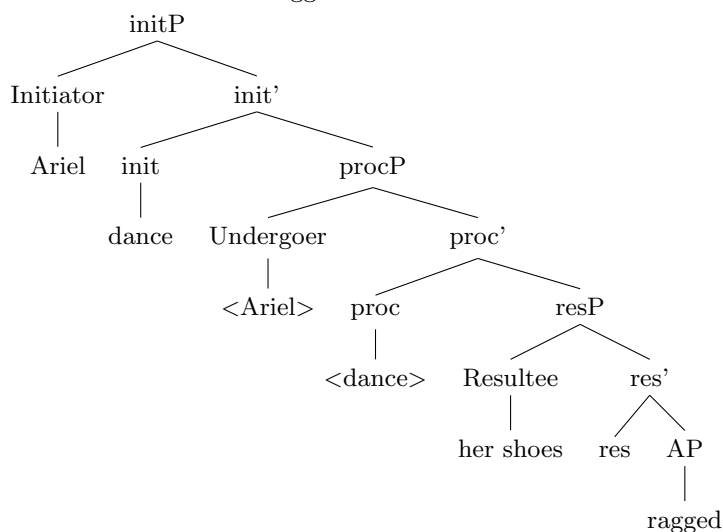 initP
Initiator init’
Ariel init procP
dance Undergoer proc’
<Ariel> proc resP
<dance> Resultee res’
her shoes res AP
ragged